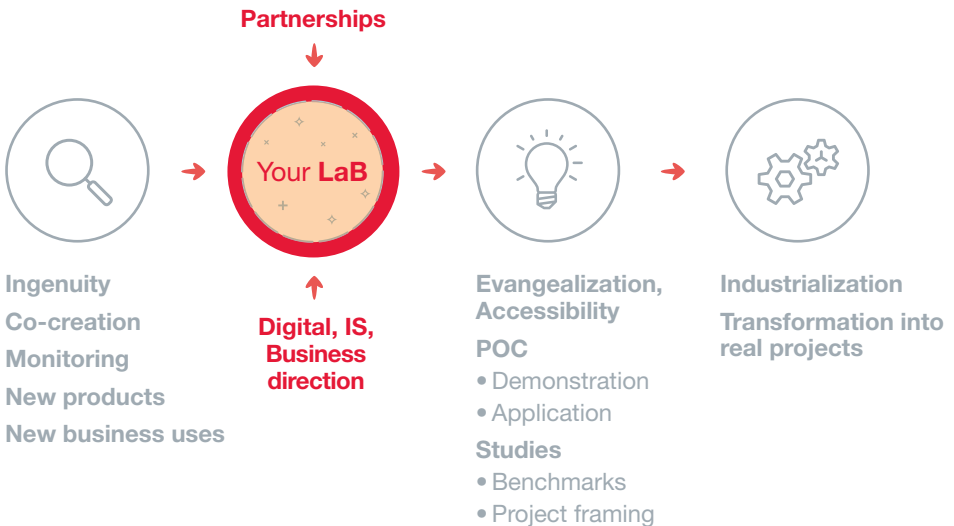 Partnerships
Your LaB
Digital, IS,
Business
direction
Ingenuity
Co-creation
Monitoring
New products
New business uses
Evangealization,
Accessibility
POC
• Demonstration
• Application
Studies
• Benchmarks
• Project framing
Industrialization
Transformation into
real projects